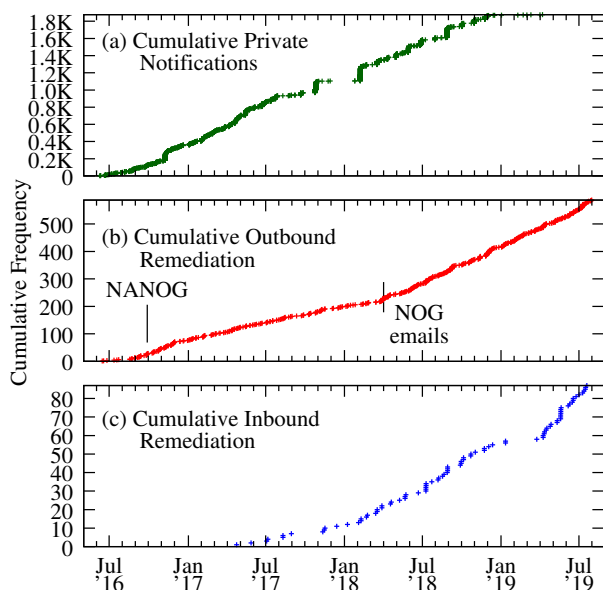 Cumulative Frequency
1.8K
1.6K
1.4K
1.2K
1.0K
0.8K
0.6K
0.4K
0.2K
0
(a) Cumulative Private
Notifications
500
400
300
200
100
0
(b) Cumulative Outbound
Remediation
NANOG
NOG
emails
80
70
60
50
40
30
20
10
0
(c) Cumulative Inbound
Remediation
Jul Jan Jul Jan Jul Jan Jul
'16 '17 '17 '18 '18 '19 '19